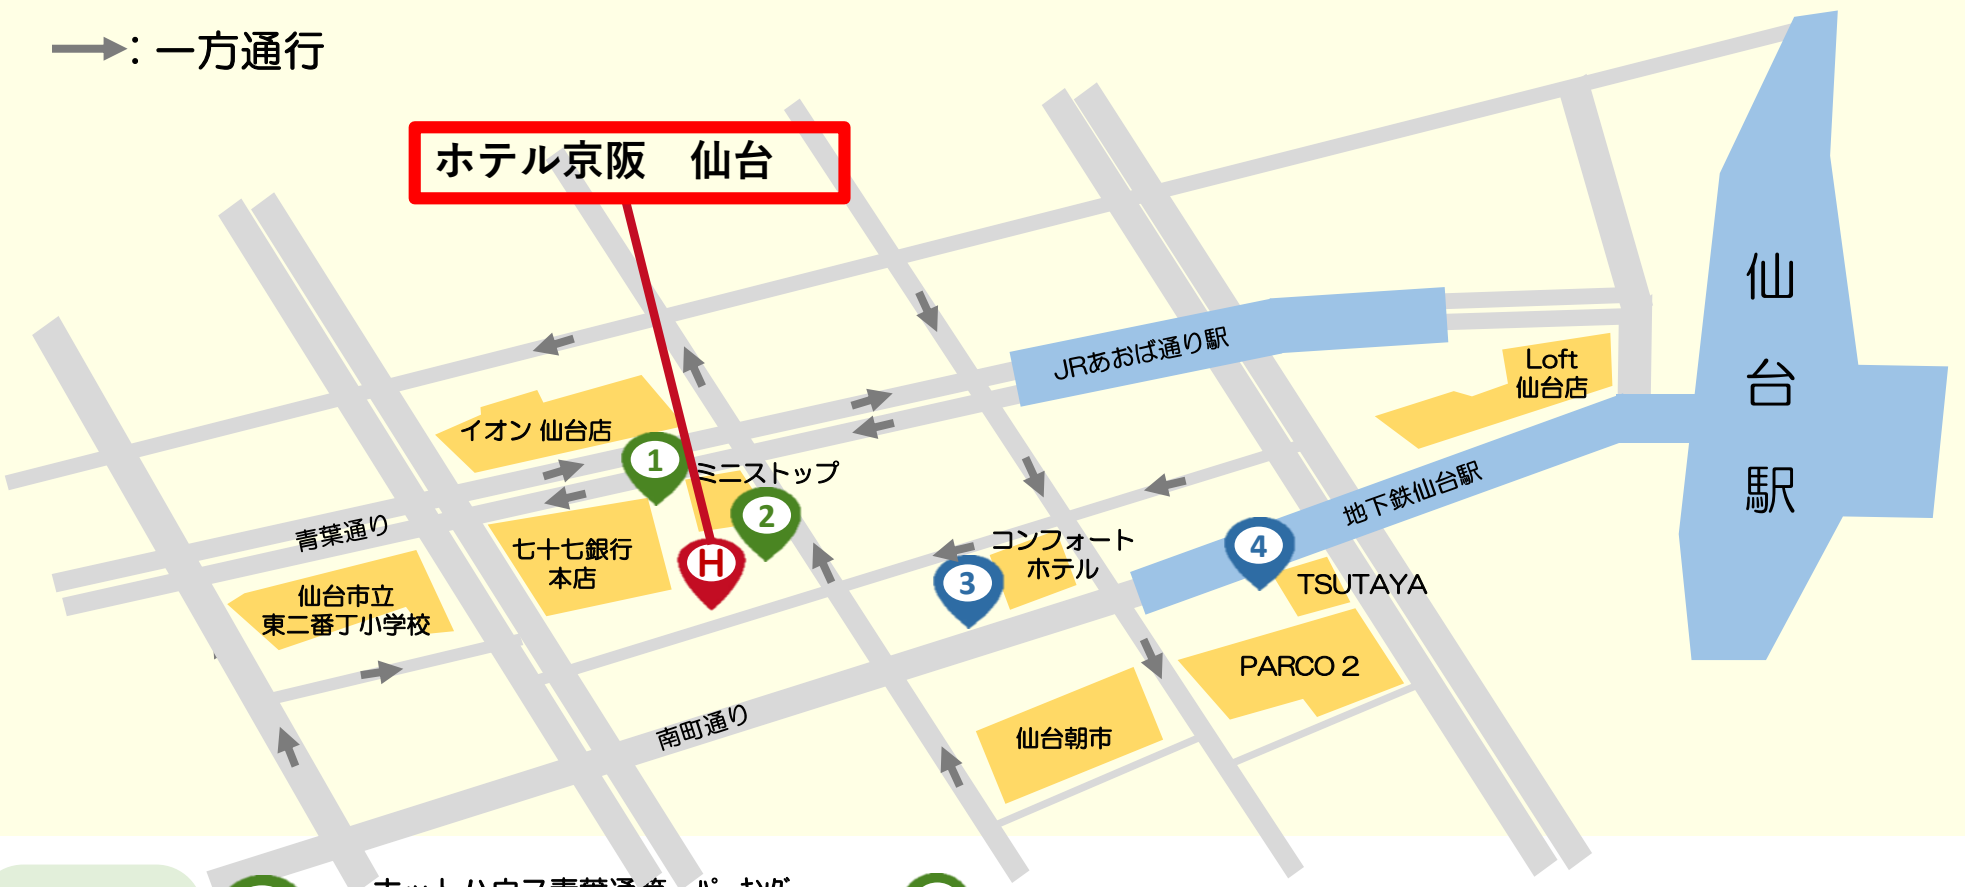 ：一方通行
ホテル京阪　仙台
仙台駅
JRあおば通り駅
Loft
仙台店
イオン 仙台店
1
ミニストップ
2
地下鉄仙台駅
青葉通り
七十七銀行
本店
H
コンフォート
ホテル
3
4
TSUTAYA
仙台市立
東二番丁小学校
PARCO 2
南町通り
仙台朝市